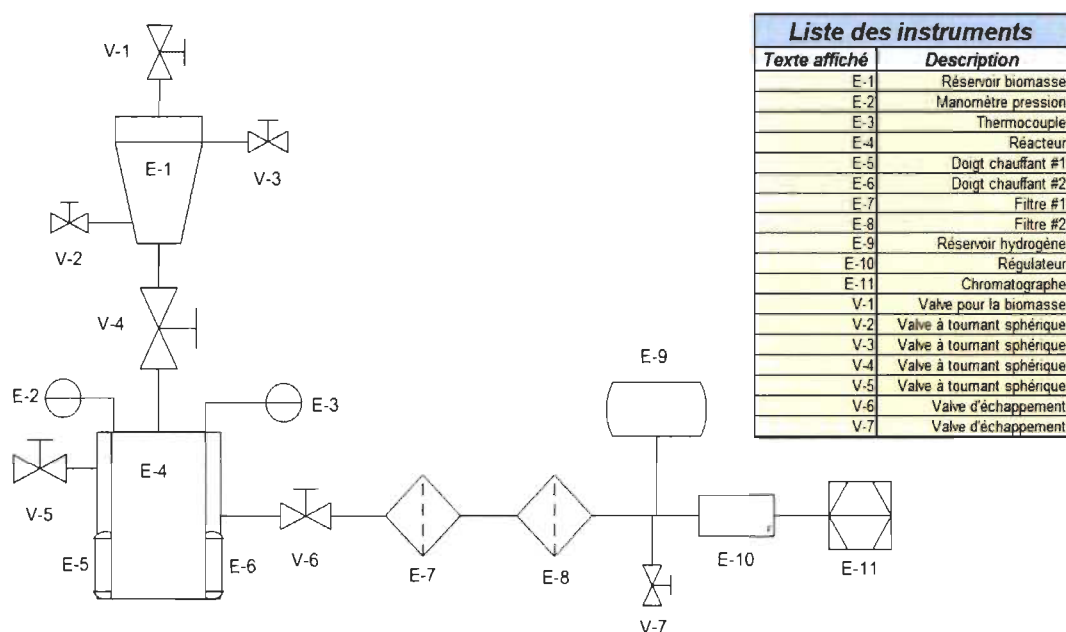 V-1
E-1
V-3
V-2
V-4
E-2
E-3
E-4
V-5
E-5
E-6
V-6
E-7
E-8
E-9
V-7
E-10
E-11
Liste des instruments
Texte affiché Description
E-1 Réservoir biomasse
E-2 Manomètre pression
E-3 Thermocouple
E-4 Réacteur
E-5 Doigt chauffant #1
E-6 Doigt chauffant #2
E-7 Filtre #1
E-8 Filtre #2
E-9 Réservoir hydrogène
E-10 Régulateur
E-11 Chromatographe
V-1 Valve pour la biomasse
V-2 Valve à tournant sphérique
V-3 Valve à tournant sphérique
V-4 Valve à tournant sphérique
V-5 Valve à tournant sphérique
V-6 Valve d'échappement
V-7 Valve d'échappement